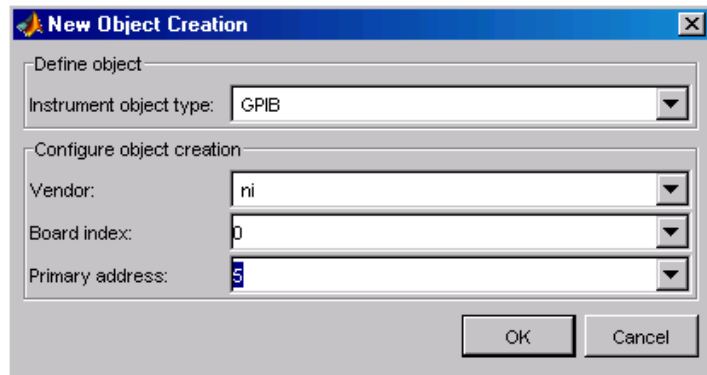 New Object Creation
Define object
Instrument object type: GPIB
Configure object creation
Vendor: ni
Board index: 0
Primary address: 5
OK Cancel